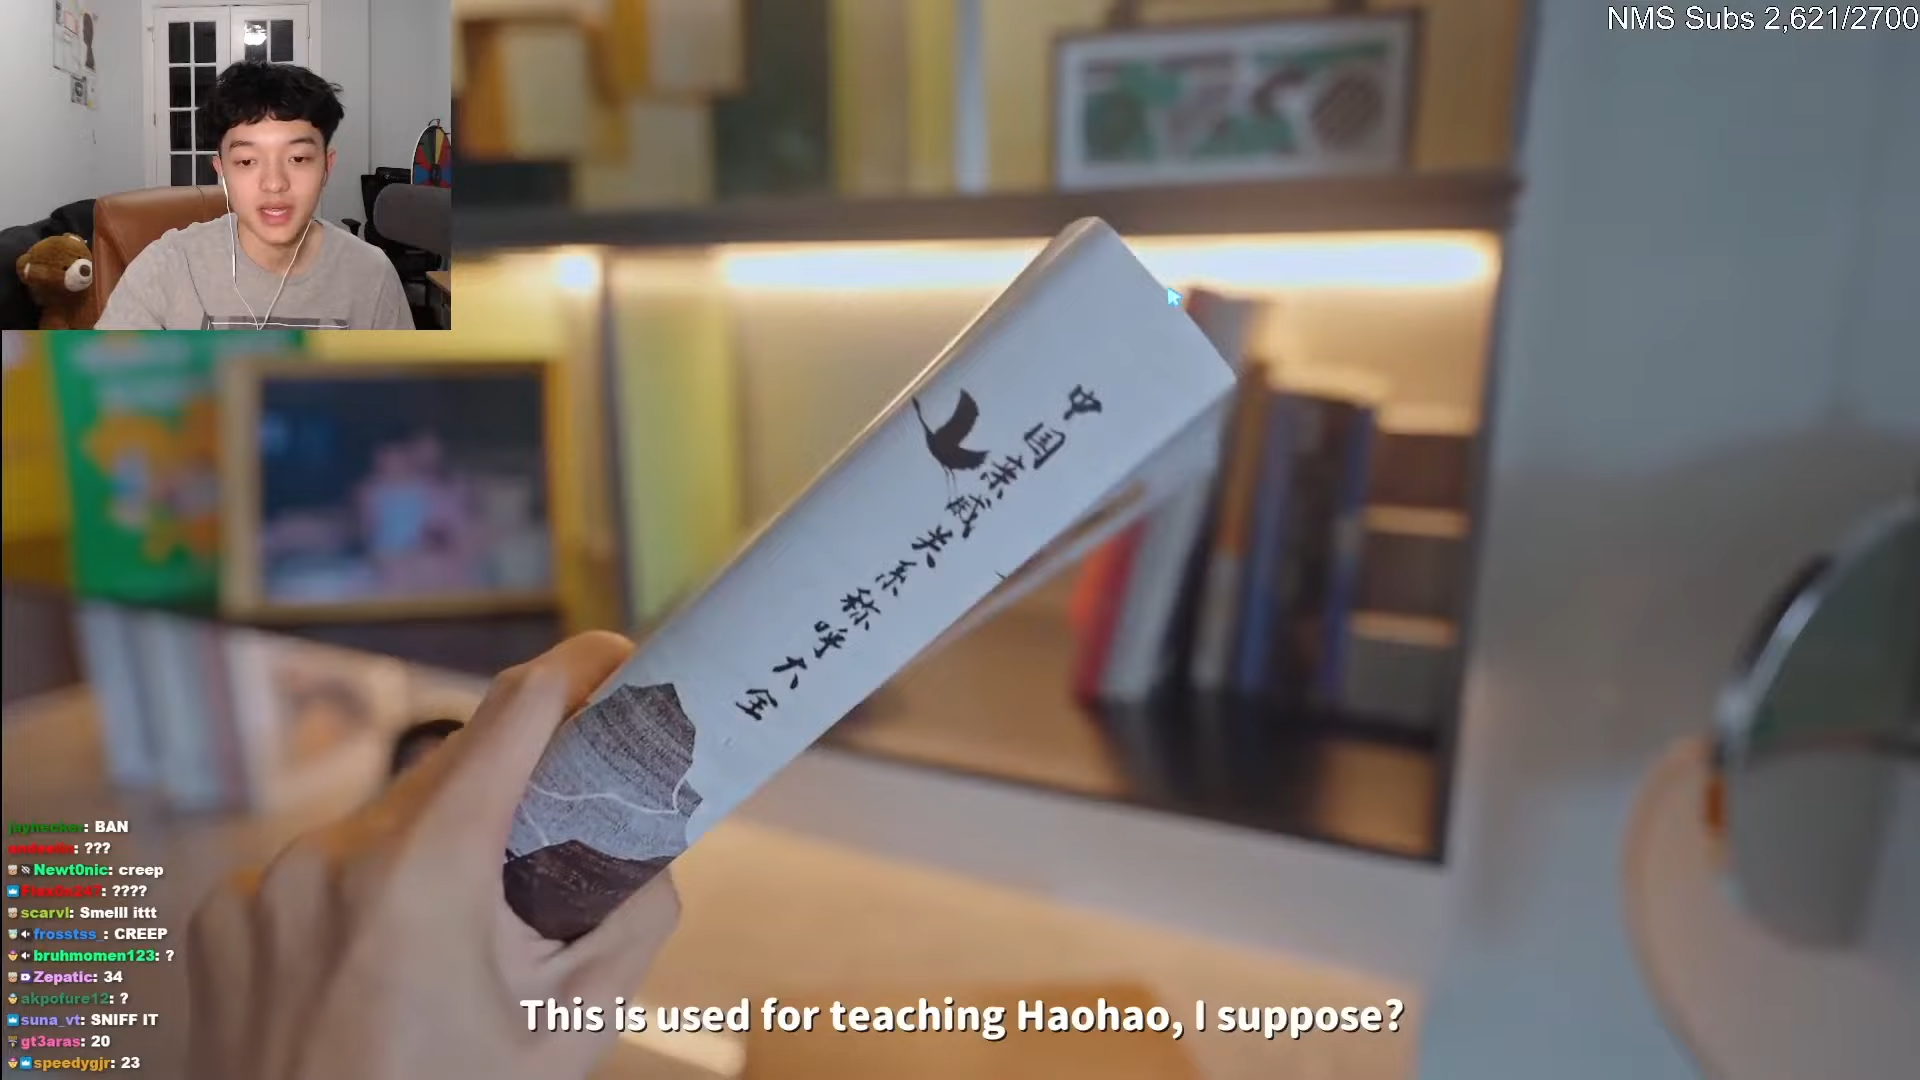 NMS Subs 2,621/2700
中国亲戚关系称呼大全
: BAN
: ???
Newt0nic: creep
: ????
scarvl: Smelll ittt
frosstss_: CREEP
bruhmomen123: ?
Zepatic: 34
akpofure12: ?
suna_vt: SNIFF IT
gt3aras: 20
speedygjr: 23
This is used for teaching Haohao, I suppose?